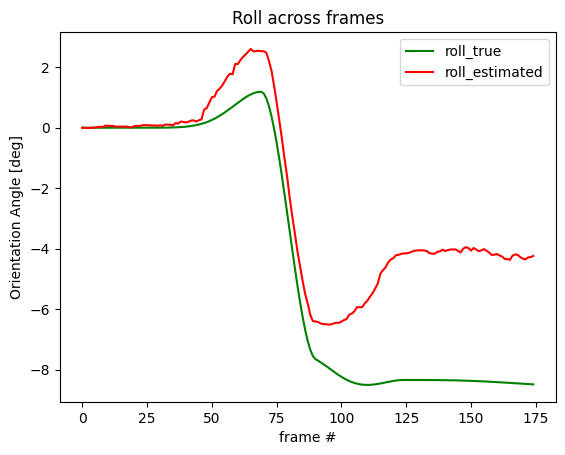 Roll across frames
roll_true
roll_estimated
Orientation Angle [deg]
2
0
−2
−4
−6
−8
0 25 50 75 100 125 150 175
frame #